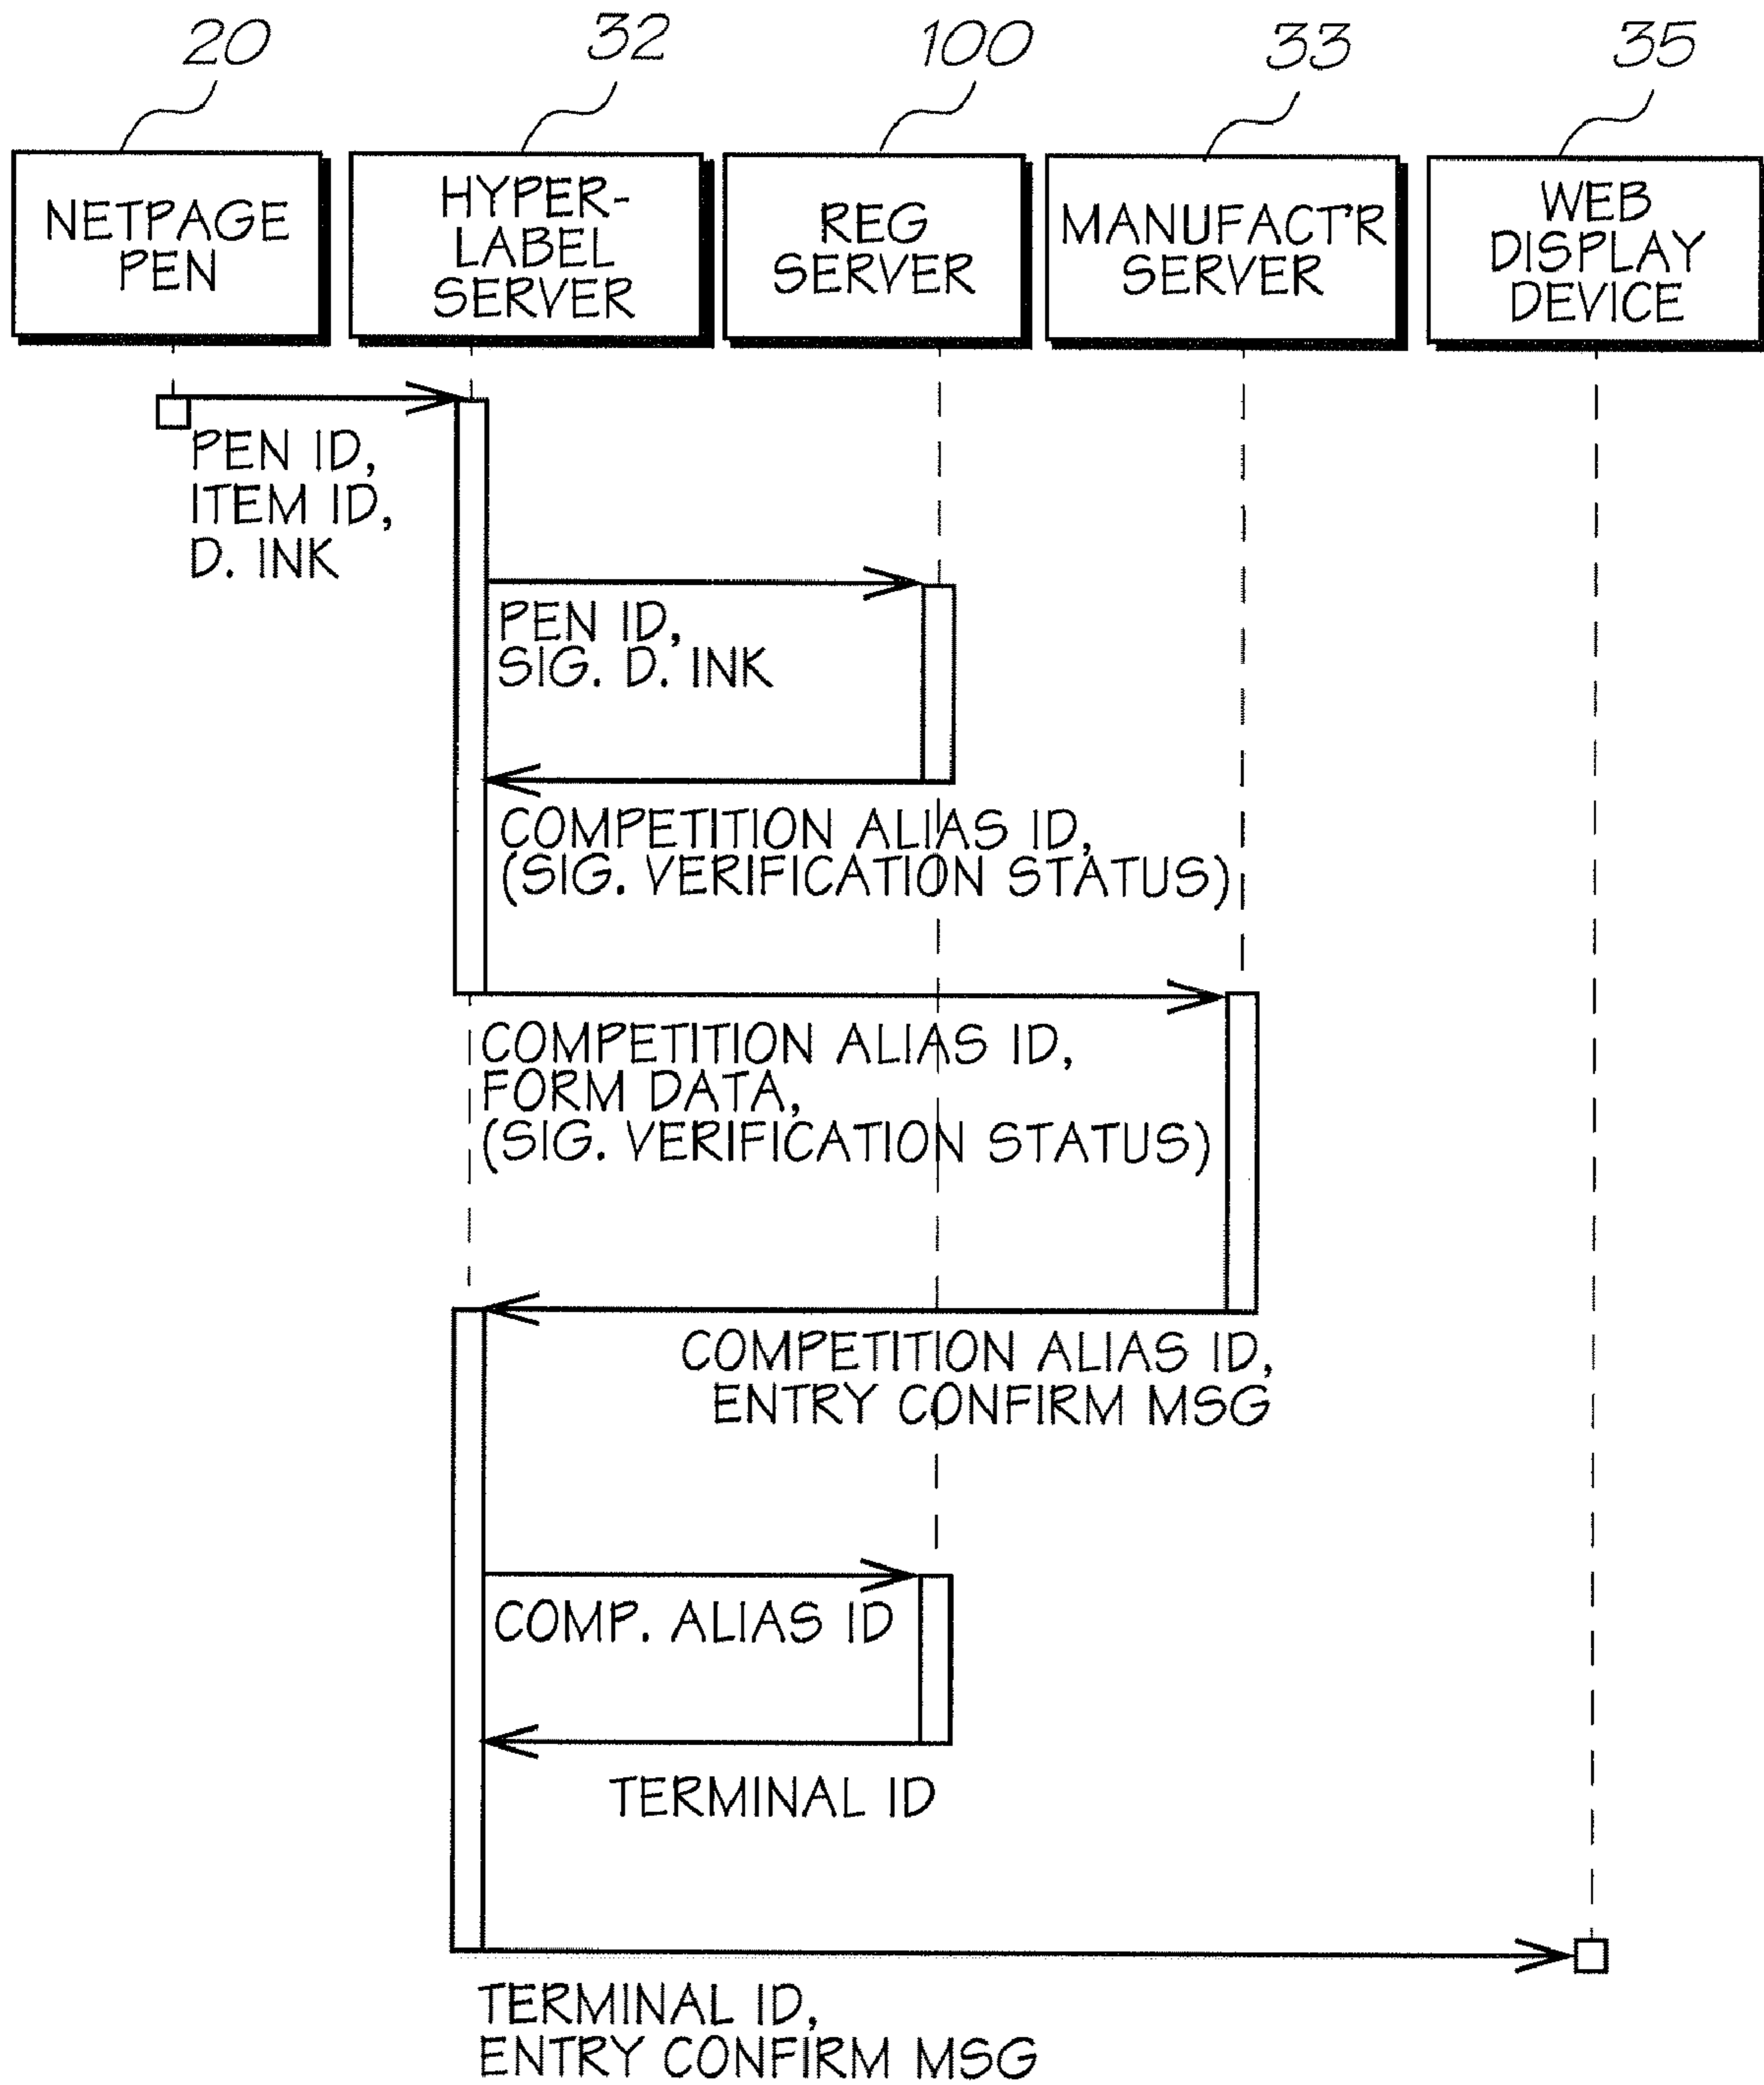 20
32
100
33
35
NETPAGE
PEN
HYPER-
LABEL
SERVER
REG
SERVER
MANUFACT'R
SERVER
WEB
DISPLAY
DEVICE
PEN ID,
ITEM ID,
D. INK
PEN ID,
SIG. D. INK
COMPETITION ALIAS ID,
(SIG. VERIFICATION STATUS)
COMPETITION ALIAS ID,
FORM DATA,
(SIG. VERIFICATION STATUS)
COMPETITION ALIAS ID,
ENTRY CONFIRM MSG
COMP. ALIAS ID
TERMINAL ID
TERMINAL ID,
ENTRY CONFIRM MSG